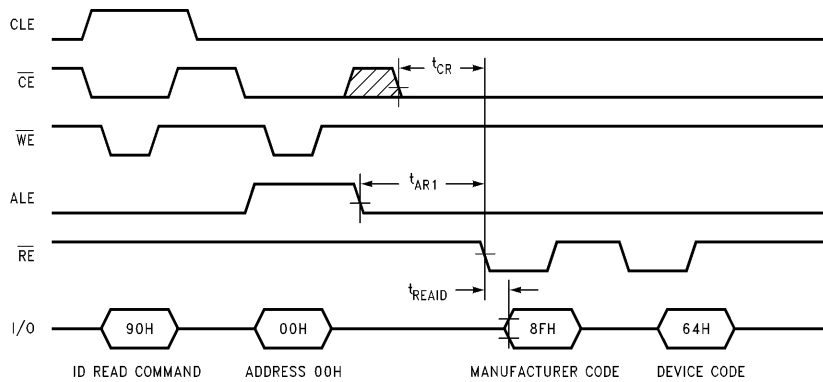 CLE
CE
tCR
WE
ALE
tAR1
RE
tREAID
I/O
90H
00H
8FH
64H
ID READ COMMAND
ADDRESS 00H
MANUFACTURER CODE
DEVICE CODE